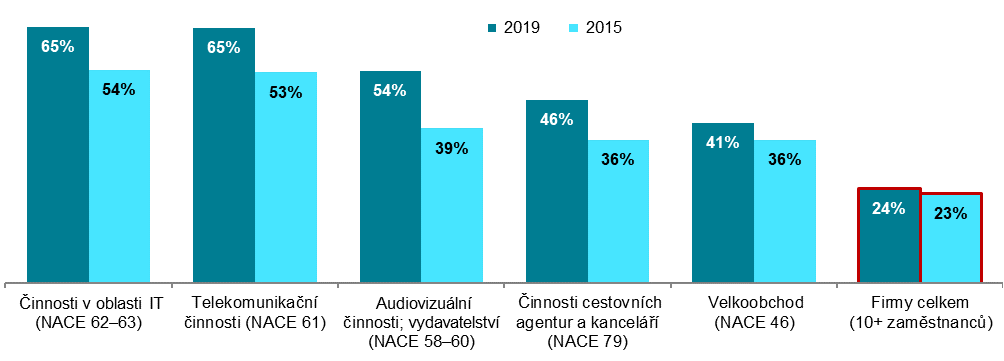 2019 2015
65% 54% 65% 53% 54% 39% 46% 36% 41% 36% 24% 23%
Činnosti v oblasti IT
(NACE 62–63)
Telekomunikační
činnosti (NACE 61)
Audiovizuální
činnosti; vydavatelství
(NACE 58–60)
Činnosti cestovních
agentur a kanceláří
(NACE 79)
Velkoobchod
(NACE 46)
Firmy celkem
(10+ zaměstnanců)